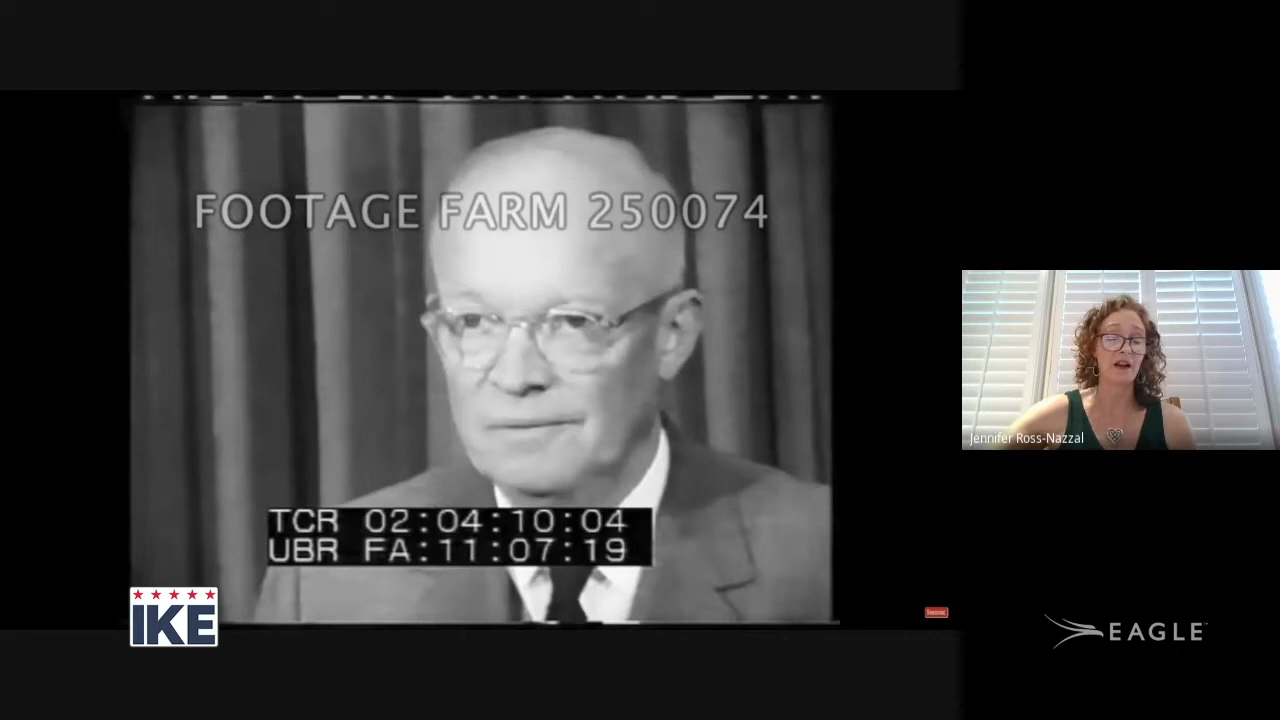 FOOTAGE FARM 250074
TCR 02:04:10:04
UBR FA:11:07:19
IKE
Jennifer Ross-Nazzal
EAGLE